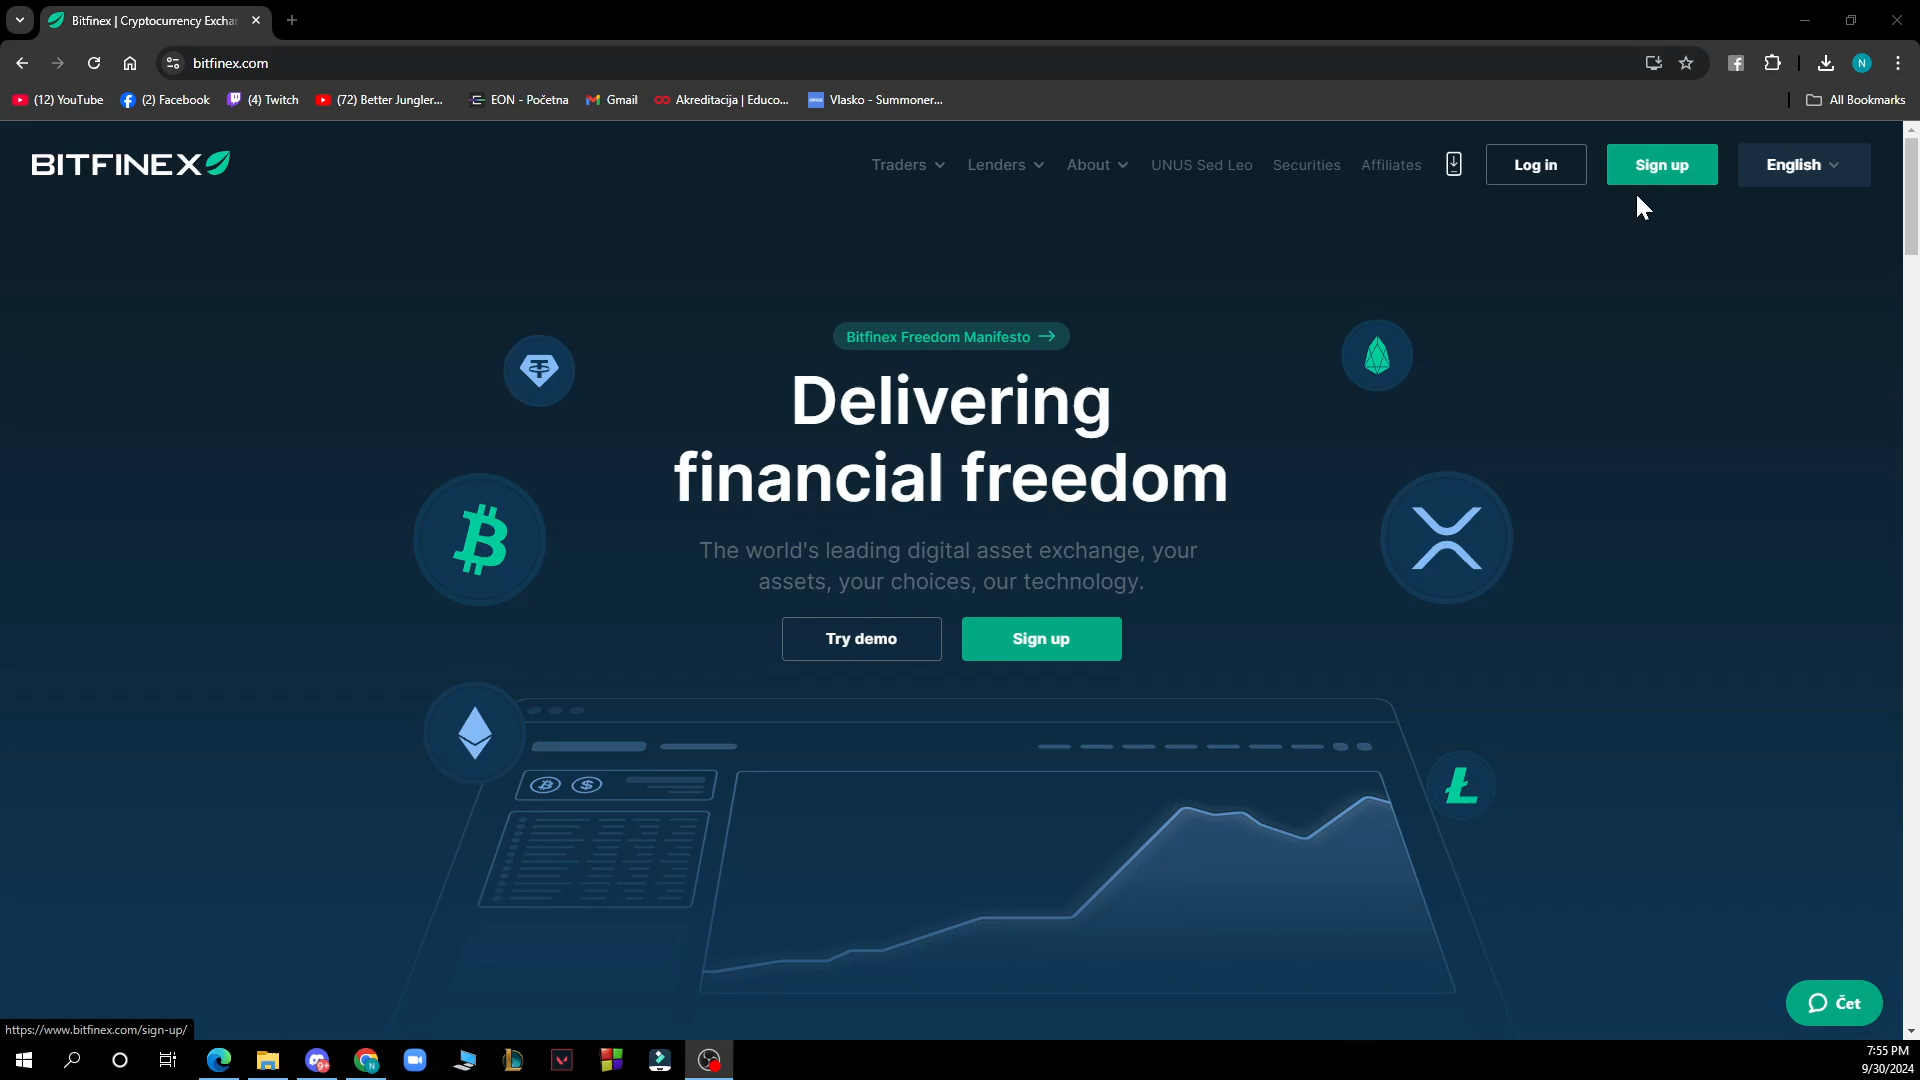 Bitfinex | Cryptocurrency Exchan
bitfinex.com
(12) YouTube
(2) Facebook
(4) Twitch
(72) Better Jungler...
EON - Početna
Gmail
Akreditacija | Educo...
Vlasko - Summoner...
All Bookmarks
BITFINEX
Traders
Lenders
About
UNUS Sed Leo
Securities
Affiliates
Log in
Sign up
English
Bitfinex Freedom Manifesto
Delivering
financial freedom
The world's leading digital asset exchange, your
assets, your choices, our technology.
Try demo
Sign up
Čet
https://www.bitfinex.com/sign-up/
7:55 PM
9/30/2024